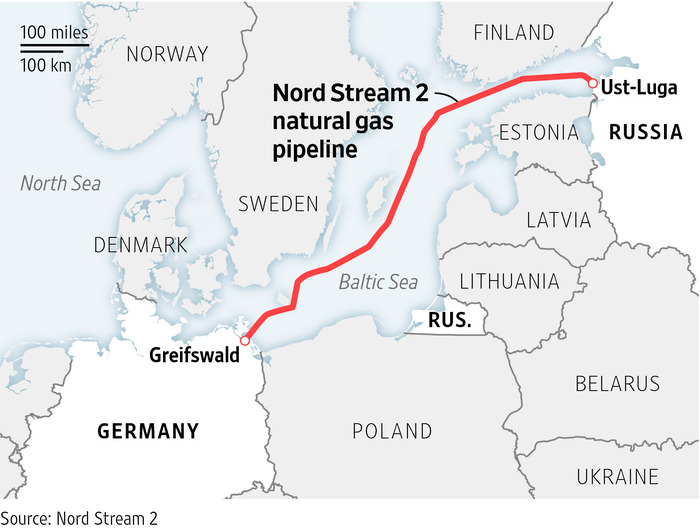 100 miles
100 km
NORWAY
FINLAND
Nord Stream 2
natural gas
pipeline
Ust-Luga
ESTONIA
RUSSIA
North Sea
SWEDEN
LATVIA
DENMARK
Baltic Sea
LITHUANIA
RUS.
Greifswald
BELARUS
GERMANY
POLAND
UKRAINE
Source: Nord Stream 2